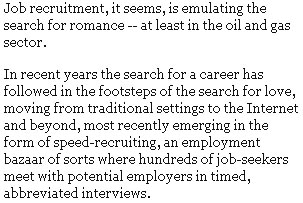 Job recruitment, it seems, is emulating the
search for romance -- at least in the oil and gas
sector.
In recent years the search for a career has
followed in the footsteps of the search for love,
moving from traditional settings to the Internet
and beyond, most recently emerging in the
form of speed-recruiting, an employment
bazaar of sorts where hundreds of job-seekers
meet with potential employers in timed,
abbreviated interviews.